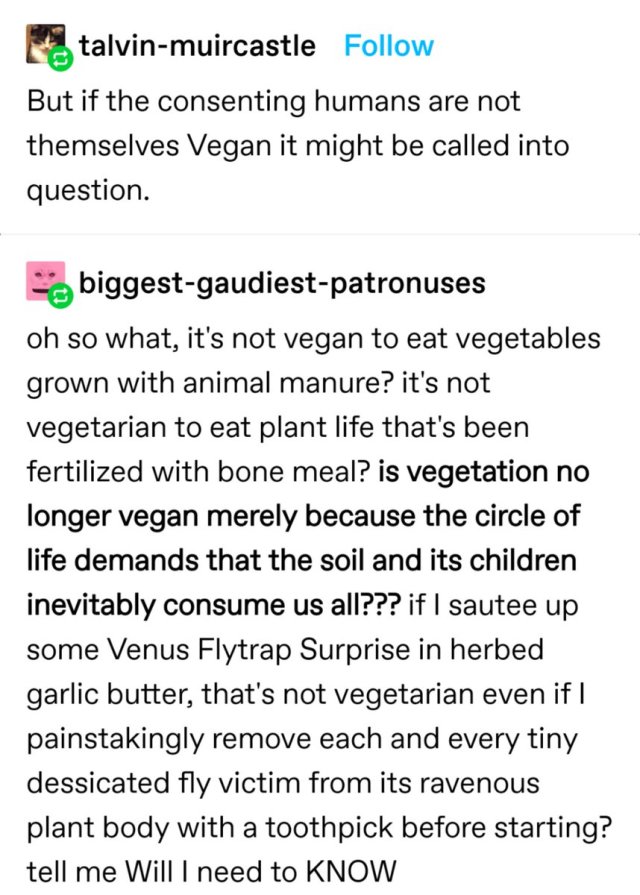 talvin-muircastle Follow
But if the consenting humans are not
themselves Vegan it might be called into
question.
biggest-gaudiest-patronuses
oh so what, it's not vegan to eat vegetables
grown with animal manure? it's not
vegetarian to eat plant life that's been
fertilized with bone meal? is vegetation no
longer vegan merely because the circle of
life demands that the soil and its children
inevitably consume us all??? if I sautee up
some Venus Flytrap Surprise in herbed
garlic butter, that's not vegetarian even if I
painstakingly remove each and every tiny
dessicated fly victim from its ravenous
plant body with a toothpick before starting?
tell me Will I need to KNOW